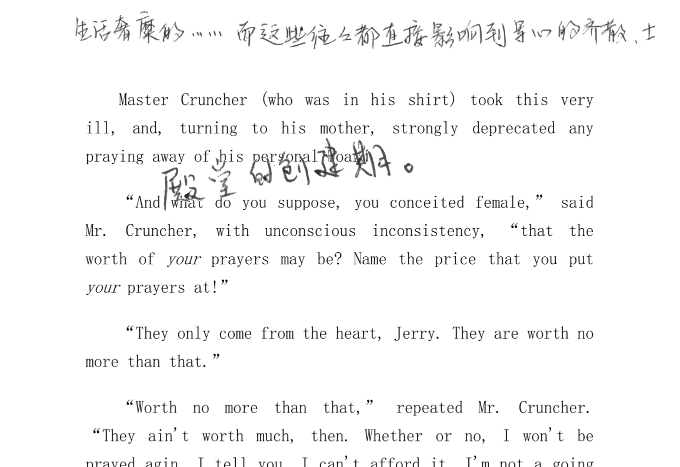 生活奢糜的……而这些往々都直接影响到军心的齐散、士
Master Cruncher (who was in his shirt) took this very
ill, and, turning to his mother, strongly deprecated any
praying away of his personal board.
殿堂的创建期。
“And what do you suppose, you conceited female,” said
Mr. Cruncher, with unconscious inconsistency, “that the
worth of your prayers may be? Name the price that you put
your prayers at!”
“They only come from the heart, Jerry. They are worth no
more than that.”
“Worth no more than that,” repeated Mr. Cruncher.
“They ain't worth much, then. Whether or no, I won't be
prayed agin, I tell you. I can't afford it. I'm not a going